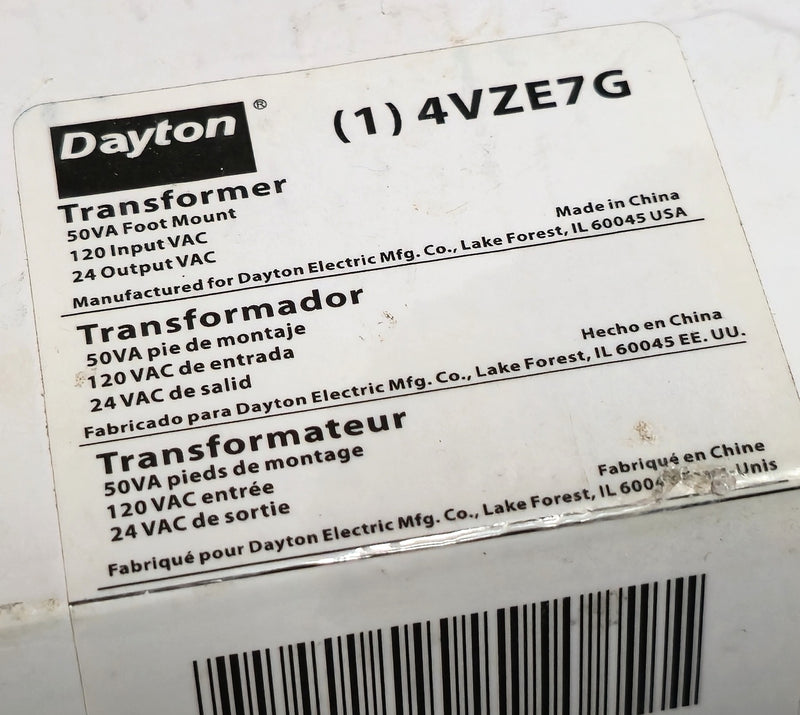 Dayton®
(1) 4VZE7G
Transformer
50VA Foot Mount
120 Input VAC
24 Output VAC
Made in China
Manufactured for Dayton Electric Mfg. Co., Lake Forest, IL 60045 USA
Transformador
50VA pie de montaje
120 VAC de entrada
24 VAC de salid
Hecho en China
Fabricado para Dayton Electric Mfg. Co., Lake Forest, IL 60045 EE. UU.
Transformateur
50VA pieds de montage
120 VAC entrée
24 VAC de sortie
Fabriqué en Chine
Fabriqué pour Dayton Electric Mfg. Co., Lake Forest, IL Unis